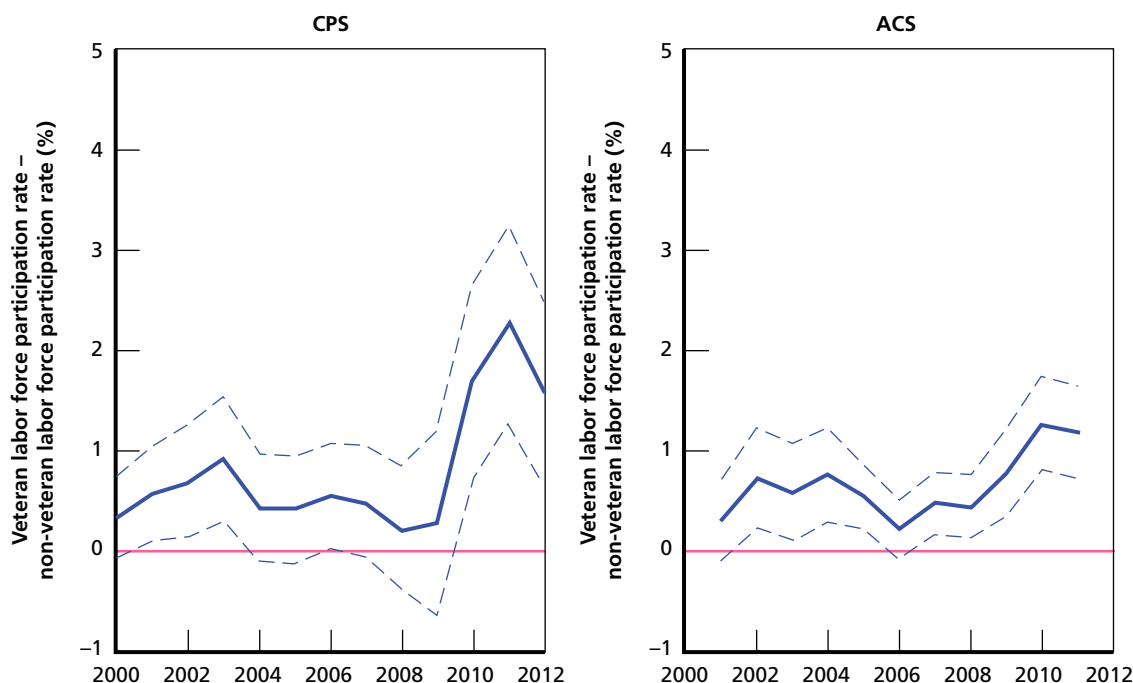 CPS
Veteran labor force participation rate –
non-veteran labor force participation rate (%)
5
4
3
2
1
0
–1
2000 2002 2004 2006 2008 2010 2012
ACS
Veteran labor force participation rate –
non-veteran labor force participation rate (%)
5
4
3
2
1
0
–1
2000 2002 2004 2006 2008 2010 2012